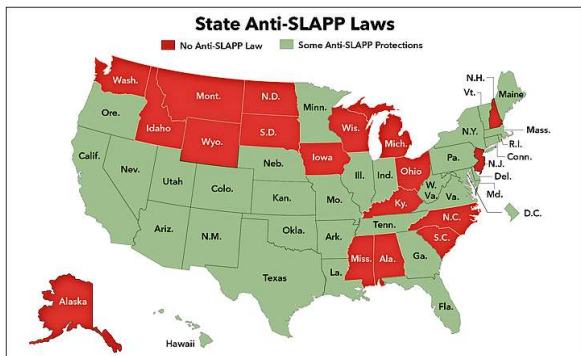 State Anti-SLAPP Laws
No Anti-SLAPP Law Some Anti-SLAPP Protections
Wash.
Mont.
N.D.
Minn.
Ore.
Idaho
Wyo.
S.D.
Wis.
Mich.
N.H.
Vt.
Maine
N.Y.
Mass.
R.I.
Conn.
N.J.
Del.
Md.
D.C.
Pa.
Calif.
Nev.
Utah
Colo.
Neb.
Iowa
Ill.
Ind.
Ohio
W.
Va.
Va.
Kan.
Mo.
Ky.
N.C.
Tenn.
S.C.
Ariz.
N.M.
Okla.
Ark.
Miss.
Ala.
Ga.
Texas
La.
Fla.
Alaska
Hawaii